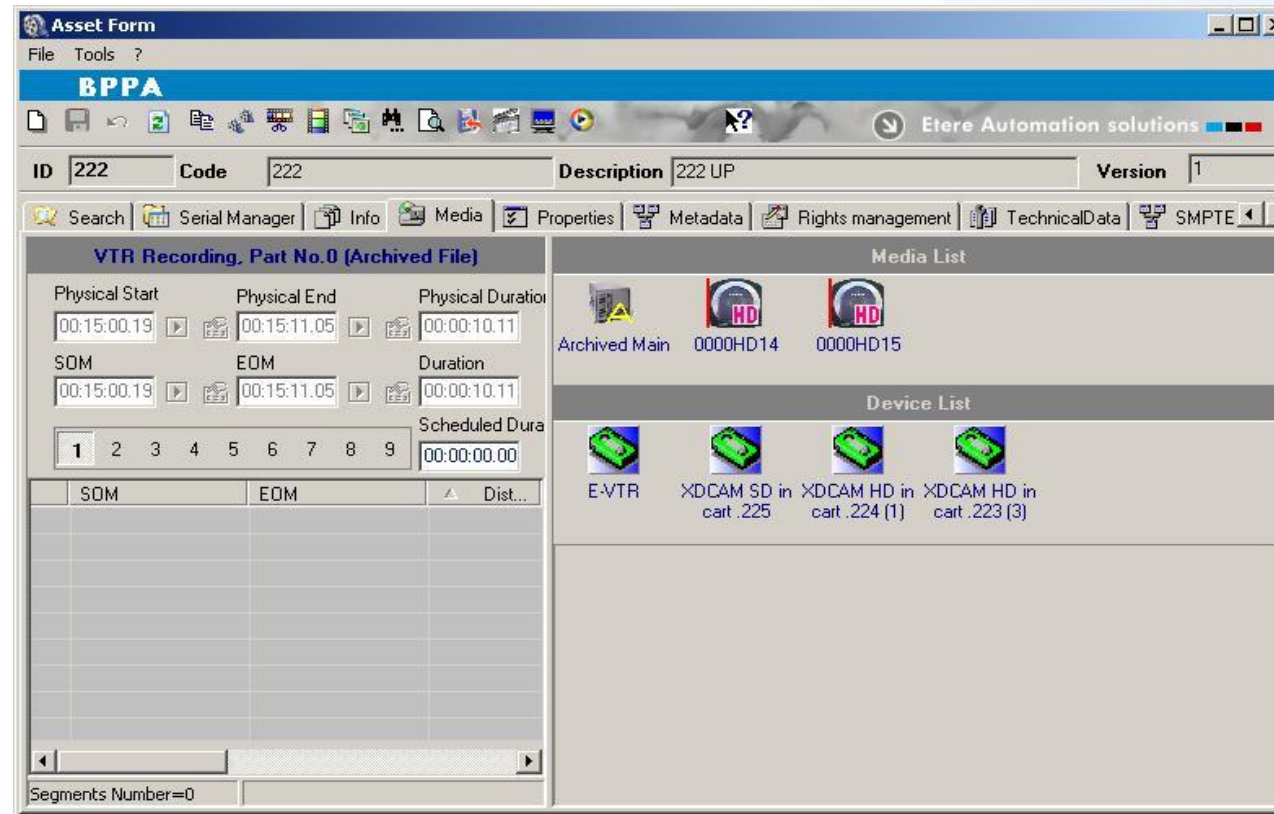 Asset Form
File Tools ?
BPPA
Etere Automation solutions
ID 222 Code 222 Description 222 UP Version 1
Search Serial Manager Info Media Properties Metadata Rights management TechnicalData SMPTE
VTR Recording, Part No.0 (Archived File)
Physical Start Physical End Physical Duration
00:15:00.19 00:15:11.05 00:00:10.11
SOM EOM Duration
00:15:00.19 00:15:11.05 00:00:10.11
Scheduled Dura
1 2 3 4 5 6 7 8 9 00:00:00.00
SOM EOM Dist...
Segments Number=0
Media List
HD HD
Archived Main 0000HD14 0000HD15
Device List
E-VTR XDCAM SD in cart .225 XDCAM HD in cart .224 (1) XDCAM HD in cart .223 (3)